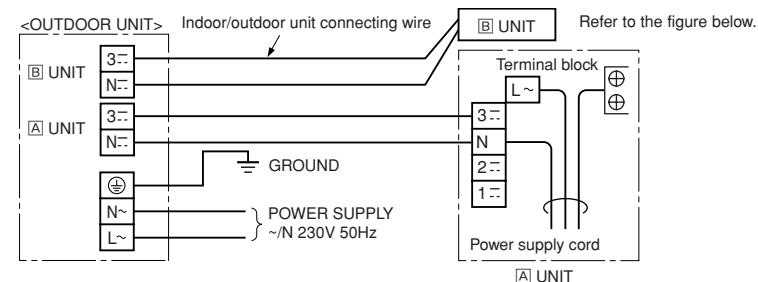 <OUTDOOR UNIT>
Indoor/outdoor unit connecting wire
B UNIT
Refer to the figure below.
B UNIT
3⎓
N⎓
A UNIT
3⎓
N⎓
GROUND
N~
L~
POWER SUPPLY
~/N 230V 50Hz
Terminal block
L~
3⎓
N
2⎓
1⎓
Power supply cord
A UNIT